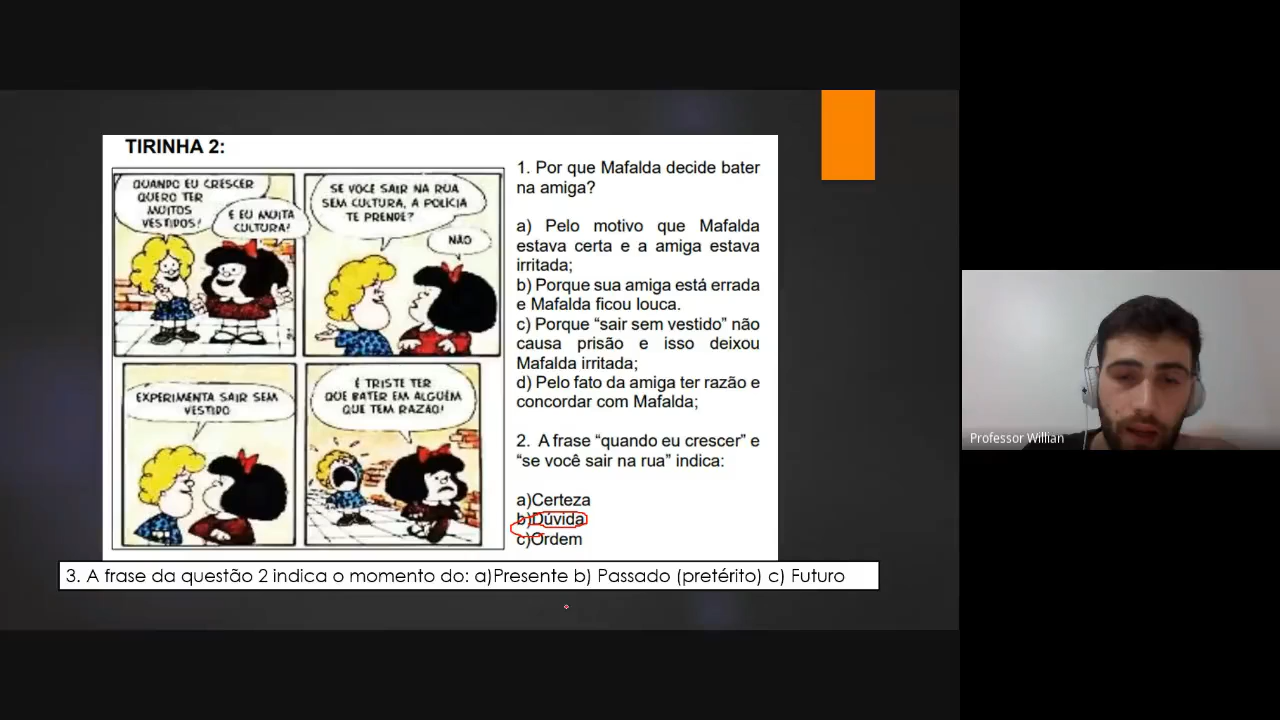 TIRINHA 2:
QUANDO EU CRESCER
QUERO TER
MUITOS
VESTIDOS!
E EU MUITA
CULTURA!
SE VOCÊ SAIR NA RUA
SEM CULTURA, A POLÍCIA
TE PRENDE?
NÃO
EXPERIMENTA SAIR SEM
VESTIDO
É TRISTE TER
QUE BATER EM ALGUÉM
QUE TEM RAZÃO!
1. Por que Mafalda decide bater
na amiga?
a) Pelo motivo que Mafalda
estava certa e a amiga estava
irritada;
b) Porque sua amiga está errada
e Mafalda ficou louca.
c) Porque “sair sem vestido” não
causa prisão e isso deixou
Mafalda irritada;
d) Pelo fato da amiga ter razão e
concordar com Mafalda;
2. A frase “quando eu crescer” e
“se você sair na rua” indica:
a)Certeza
b)Dúvida
c)Ordem
3. A frase da questão 2 indica o momento do: a)Presente b) Passado (pretérito) c) Futuro
Professor Willian